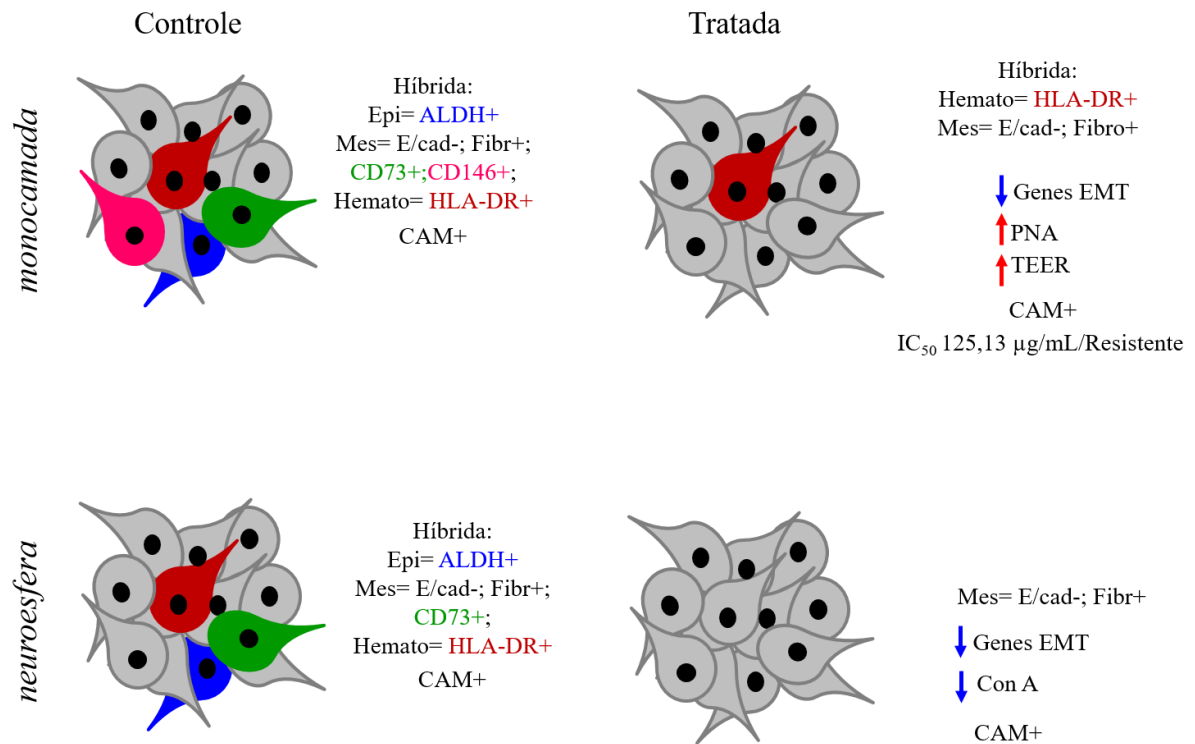 Controle
Tratada
monocamada
Híbrida:
Epi= ALDH+
Mes= E/cad-; Fibr+;
CD73+;CD146+;
Hemato= HLA-DR+
CAM+
Híbrida:
Hemato= HLA-DR+
Mes= E/cad-; Fibro+
Genes EMT
PNA
TEER
CAM+
IC50 125,13 µg/mL/Resistente
neuroesfera
Híbrida:
Epi= ALDH+
Mes= E/cad-; Fibr+;
CD73+;
Hemato= HLA-DR+
CAM+
Mes= E/cad-; Fibr+
Genes EMT
Con A
CAM+